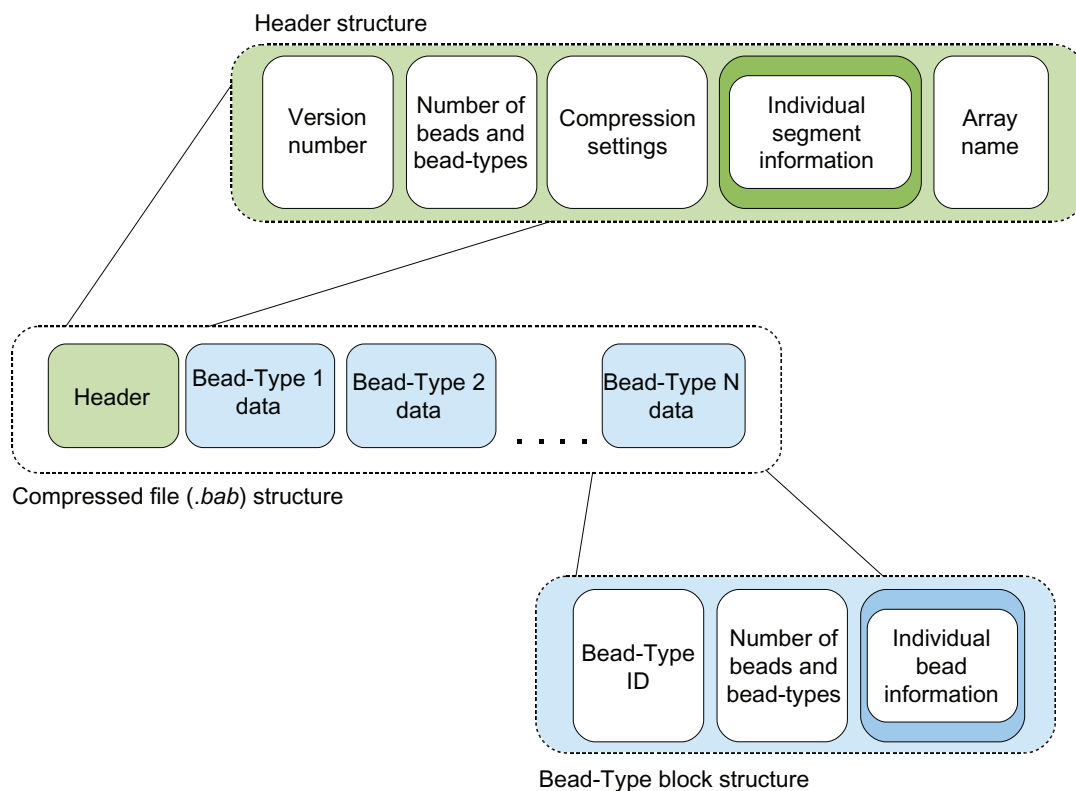 Header structure
Version
number
Number of
beads and
bead-types
Compression
settings
Individual
segment
information
Array
name
Header
Bead-Type 1
data
Bead-Type 2
data
. . . .
Bead-Type N
data
Compressed file (.bab) structure
Bead-Type
ID
Number of
beads and
bead-types
Individual
bead
information
Bead-Type block structure